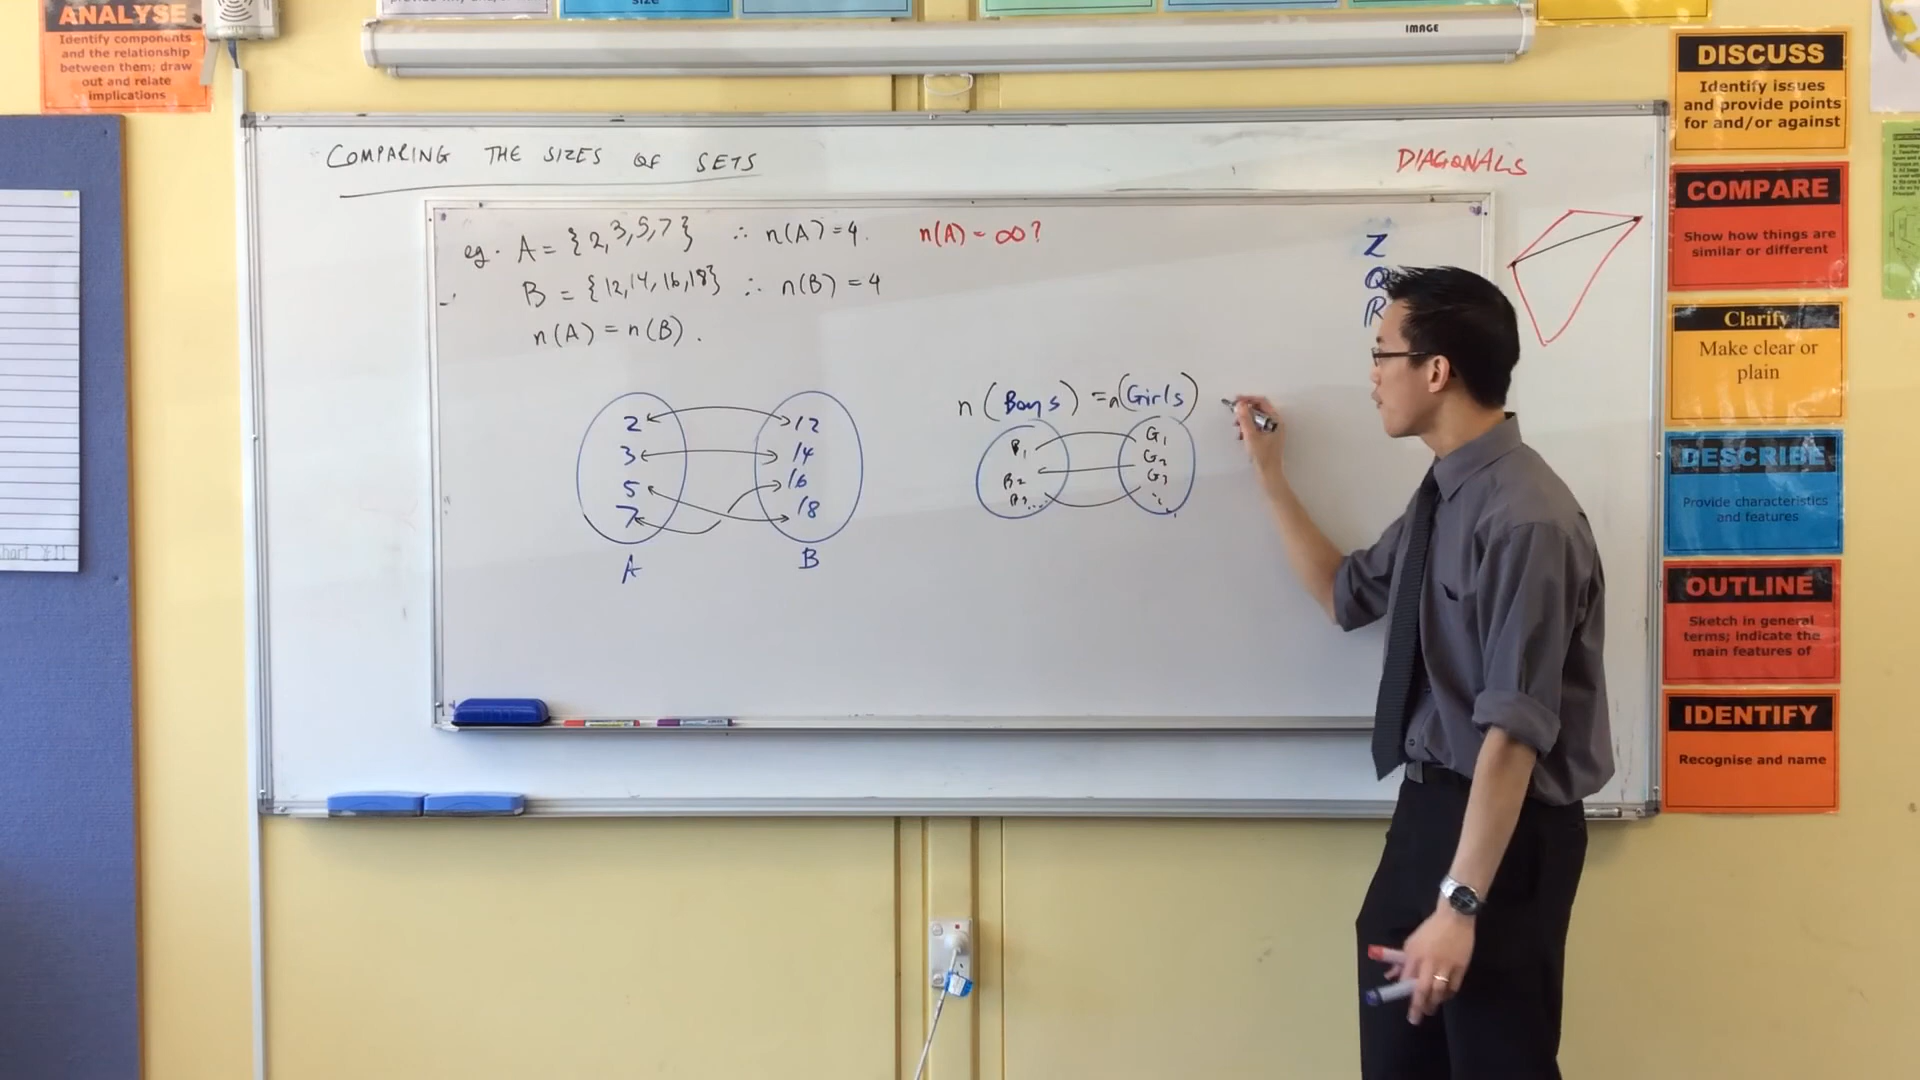 ANALYSE
Identify components
and the relationship
between them; draw
out and relate
implications
size
IMAGE
COMPARING THE SIZES OF SETS
DIAGONALS
eg. A = {2,3,5,7} ∴ n(A)=4. n(A) = ∞?
B = {12,14,16,18} ∴ n(B)=4
n(A) = n(B).
Z
Q
R
n(Boys) = n(Girls)
2 12
3 14
5 16
7 18
A B
B1 G1
B2 G2
B3... G3
DISCUSS
Identify issues
and provide points
for and/or against
COMPARE
Show how things are
similar or different
Clarify
Make clear or
plain
DESCRIBE
Provide characteristics
and features
OUTLINE
Sketch in general
terms; indicate the
main features of
IDENTIFY
Recognise and name